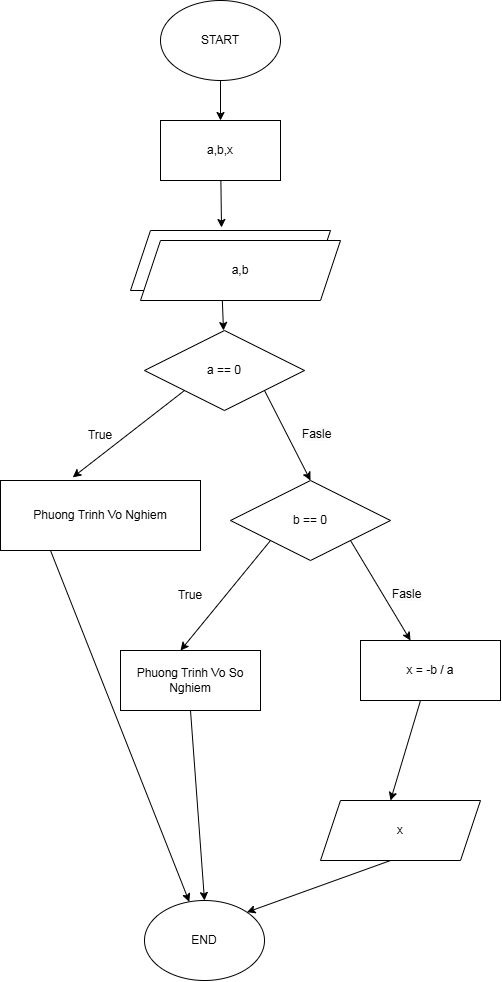 START
a,b,x
a,b
a == 0
True
Fasle
Phuong Trinh Vo Nghiem
b == 0
True
Fasle
Phuong Trinh Vo So
Nghiem
x = -b / a
x
END